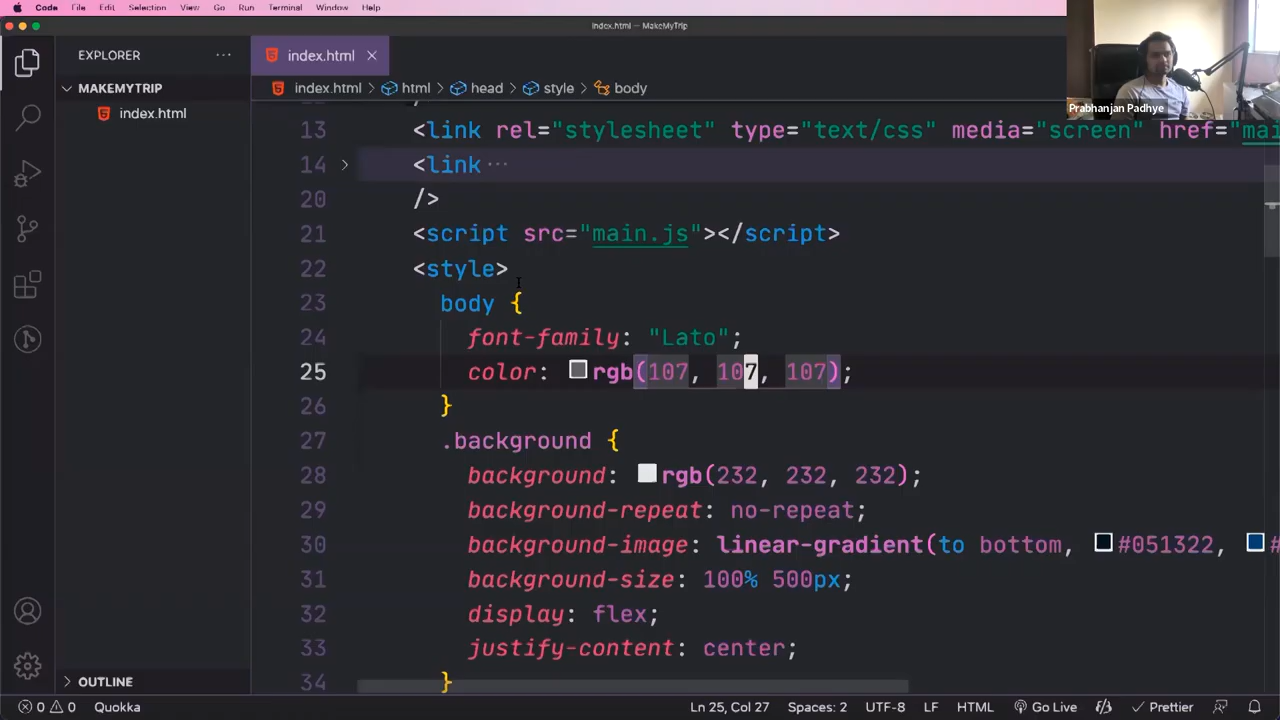 Code File Edit Selection View Go Run Terminal Window Help
index.html — MakeMyTrip
EXPLORER ···
index.html
Prabhanjan Padhye
MAKEMYTRIP
index.html > html > head > style > body
index.html
13 <link rel="stylesheet" type="text/css" media="screen" href="mai
14 <link···
20 />
21 <script src="main.js"></script>
22 <style>
23 body {
24 font-family: "Lato";
25 color: rgb(107, 107, 107);
26 }
27 .background {
28 background: rgb(232, 232, 232);
29 background-repeat: no-repeat;
30 background-image: linear-gradient(to bottom, #051322, #
31 background-size: 100% 500px;
32 display: flex;
33 justify-content: center;
34 }
OUTLINE
0 0 Quokka Ln 25, Col 27 Spaces: 2 UTF-8 LF HTML Go Live Prettier